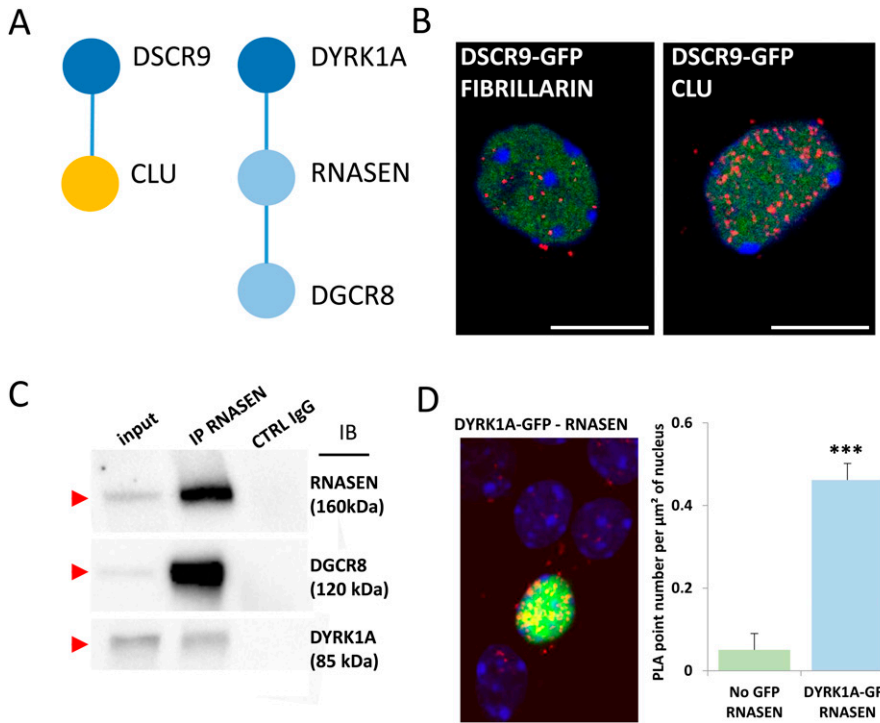 A
DSCR9
DYRK1A
CLU
RNASEN
DGCR8
B
DSCR9-GFP
FIBRILLARIN
DSCR9-GFP
CLU
C
input
IP RNASEN
CTRL IgG
IB
RNASEN
(160kDa)
DGCR8
(120 kDa)
DYRK1A
(85 kDa)
D
DYRK1A-GFP - RNASEN
PLA point number per µm² of nucleus
0.6
0.4
0.2
0
***
No GFP
RNASEN
DYRK1A-GF
RNASEN